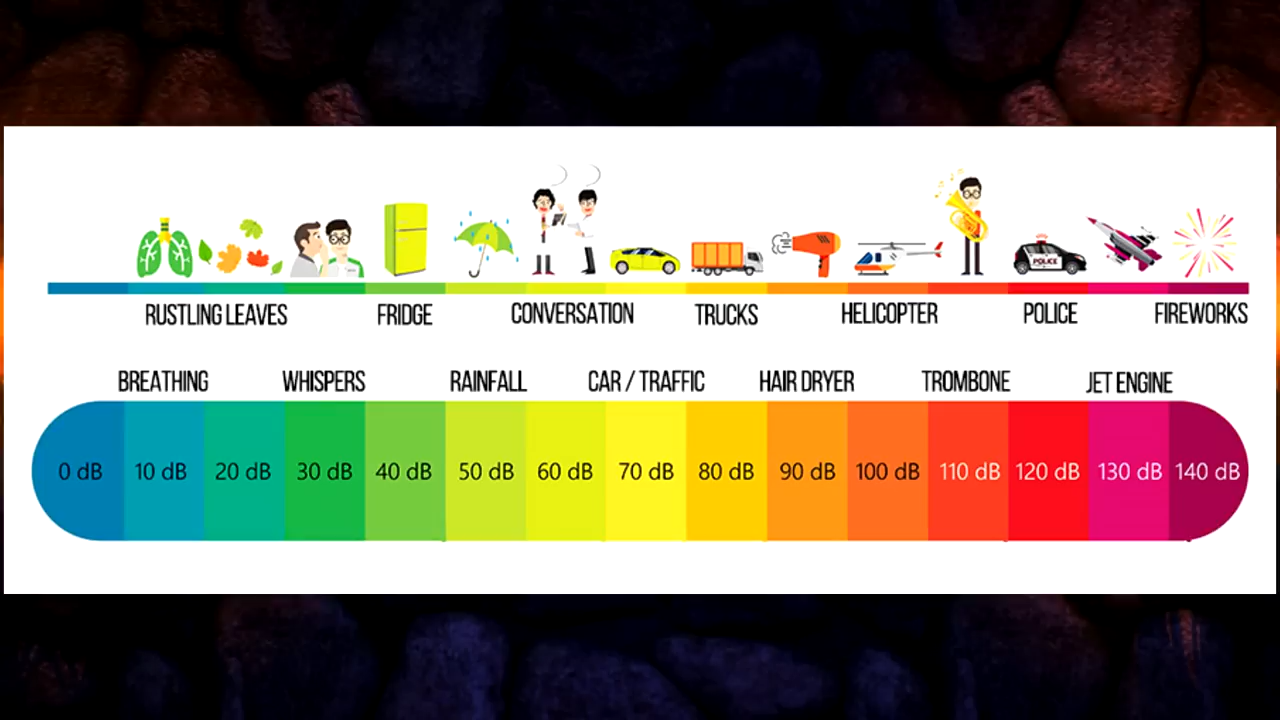 POLICE
RUSTLING LEAVES FRIDGE CONVERSATION TRUCKS HELICOPTER POLICE FIREWORKS
BREATHING WHISPERS RAINFALL CAR / TRAFFIC HAIR DRYER TROMBONE JET ENGINE
0 dB 10 dB 20 dB 30 dB 40 dB 50 dB 60 dB 70 dB 80 dB 90 dB 100 dB 110 dB 120 dB 130 dB 140 dB